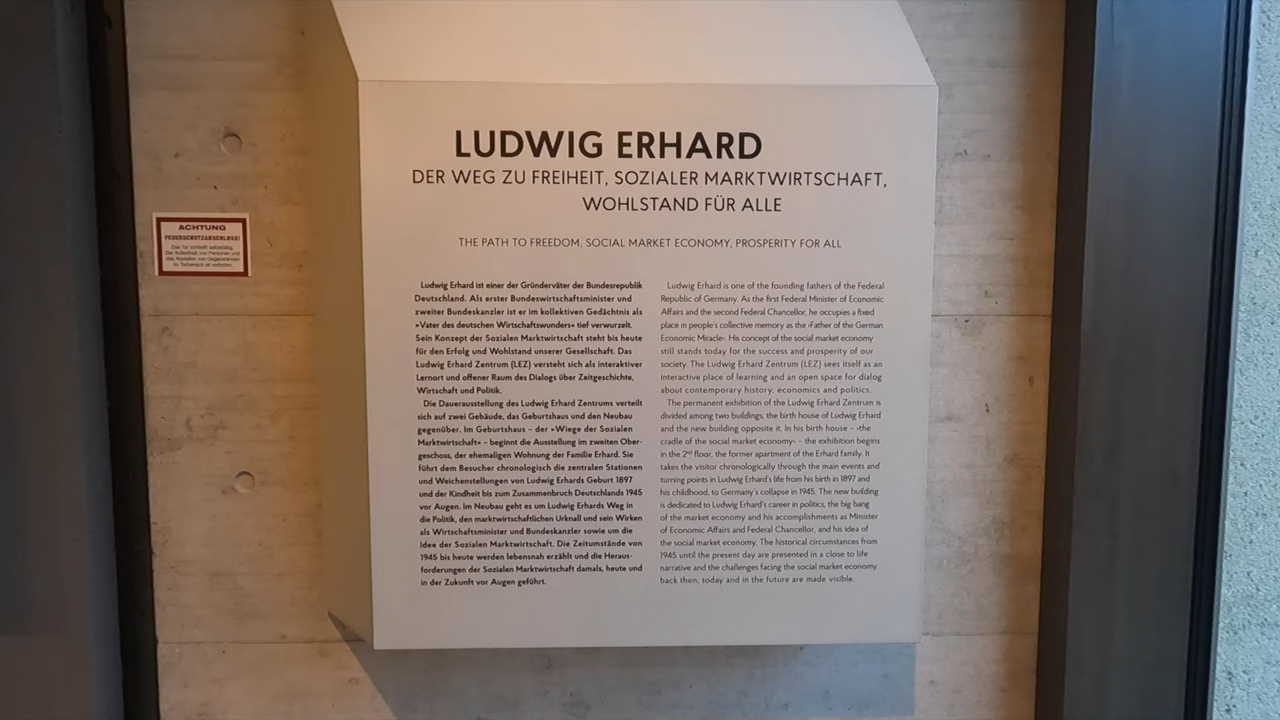 LUDWIG ERHARD
DER WEG ZU FREIHEIT, SOZIALER MARKTWIRTSCHAFT,
WOHLSTAND FÜR ALLE
THE PATH TO FREEDOM, SOCIAL MARKET ECONOMY, PROSPERITY FOR ALL
ACHTUNG
FEUERSCHUTZABSCHLUSS!
Das Tor schließt selbsttätig.
Der Aufenthalt von Personen und
das Abstellen von Gegenständen
im Torbereich ist verboten.
Ludwig Erhard ist einer der Gründerväter der Bundesrepublik
Deutschland. Als erster Bundeswirtschaftsminister und
zweiter Bundeskanzler ist er im kollektiven Gedächtnis als
»Vater des deutschen Wirtschaftswunders« tief verwurzelt.
Sein Konzept der Sozialen Marktwirtschaft steht bis heute
für den Erfolg und Wohlstand unserer Gesellschaft. Das
Ludwig Erhard Zentrum (LEZ) versteht sich als interaktiver
Lernort und offener Raum des Dialogs über Zeitgeschichte,
Wirtschaft und Politik.
Die Dauerausstellung des Ludwig Erhard Zentrums verteilt
sich auf zwei Gebäude, das Geburtshaus und den Neubau
gegenüber. Im Geburtshaus – der »Wiege der Sozialen
Marktwirtschaft« – beginnt die Ausstellung im zweiten Ober-
geschoss, der ehemaligen Wohnung der Familie Erhard. Sie
führt dem Besucher chronologisch die zentralen Stationen
und Weichenstellungen von Ludwig Erhards Geburt 1897
und der Kindheit bis zum Zusammenbruch Deutschlands 1945
vor Augen. Im Neubau geht es um Ludwig Erhards Weg in
die Politik, den marktwirtschaftlichen Urknall und sein Wirken
als Wirtschaftsminister und Bundeskanzler sowie um die
Idee der Sozialen Marktwirtschaft. Die Zeitumstände von
1945 bis heute werden lebensnah erzählt und die Heraus-
forderungen der Sozialen Marktwirtschaft damals, heute und
in der Zukunft vor Augen geführt.
Ludwig Erhard is one of the founding fathers of the Federal
Republic of Germany. As the first Federal Minister of Economic
Affairs and the second Federal Chancellor, he occupies a fixed
place in people's collective memory as the ›Father of the German
Economic Miracle‹. His concept of the social market economy
still stands today for the success and prosperity of our
society. The Ludwig Erhard Zentrum (LEZ) sees itself as an
interactive place of learning and an open space for dialog
about contemporary history, economics and politics.
The permanent exhibition of the Ludwig Erhard Zentrum is
divided among two buildings, the birth house of Ludwig Erhard
and the new building opposite it. In his birth house – ›the
cradle of the social market economy‹ – the exhibition begins
in the 2nd floor, the former apartment of the Erhard family. It
takes the visitor chronologically through the main events and
turning points in Ludwig Erhard's life from his birth in 1897 and
his childhood, to Germany's collapse in 1945. The new building
is dedicated to Ludwig Erhard's career in politics, the big bang
of the market economy and his accomplishments as Minister
of Economic Affairs and Federal Chancellor, and his idea of
the social market economy. The historical circumstances from
1945 until the present day are presented in a close to life
narrative and the challenges facing the social market economy
back then, today and in the future are made visible.